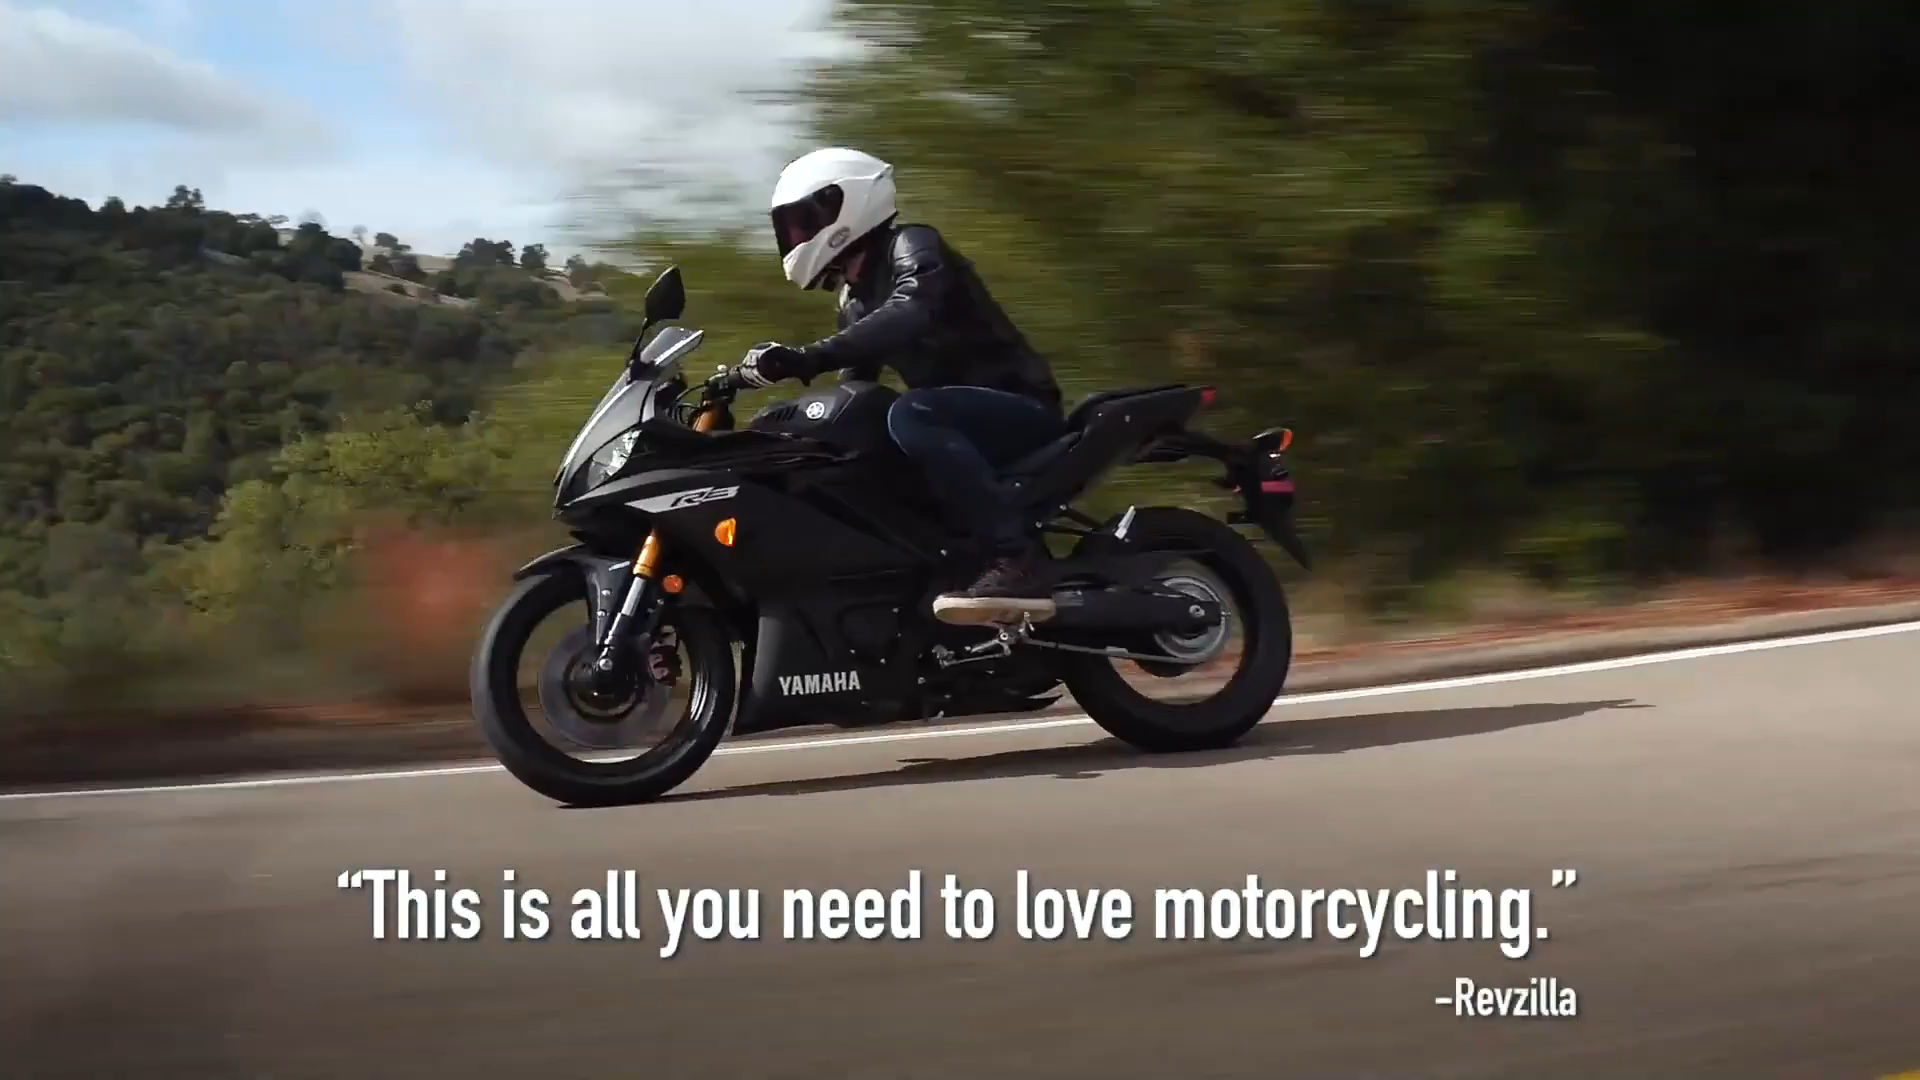 R3
YAMAHA
“This is all you need to love motorcycling.”
-Revzilla